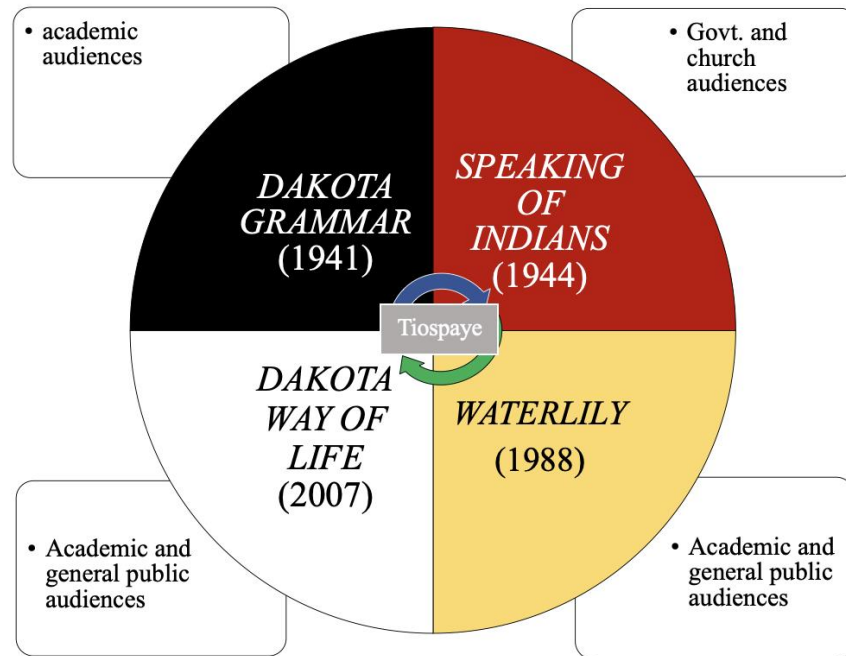 • academic
audiences
• Govt. and
church
audiences
DAKOTA
GRAMMAR
(1941)
SPEAKING
OF
INDIANS
(1944)
Tiospaye
DAKOTA
WAY OF
LIFE
(2007)
WATERLILY
(1988)
• Academic and
general public
audiences
• Academic and
general public
audiences